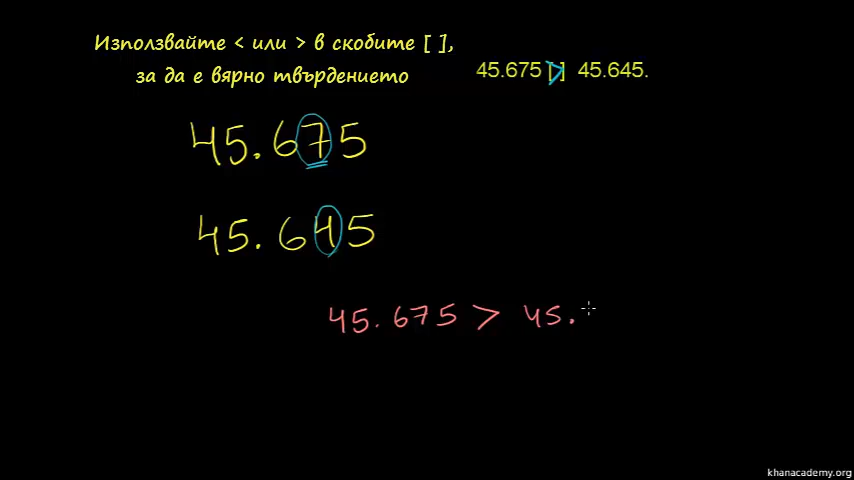 Използвайте < или > в скобите [ ],
за да е вярно твърдението
45.675 [>] 45.645.
45.675
45.645
45.675 > 45.
khanacademy.org